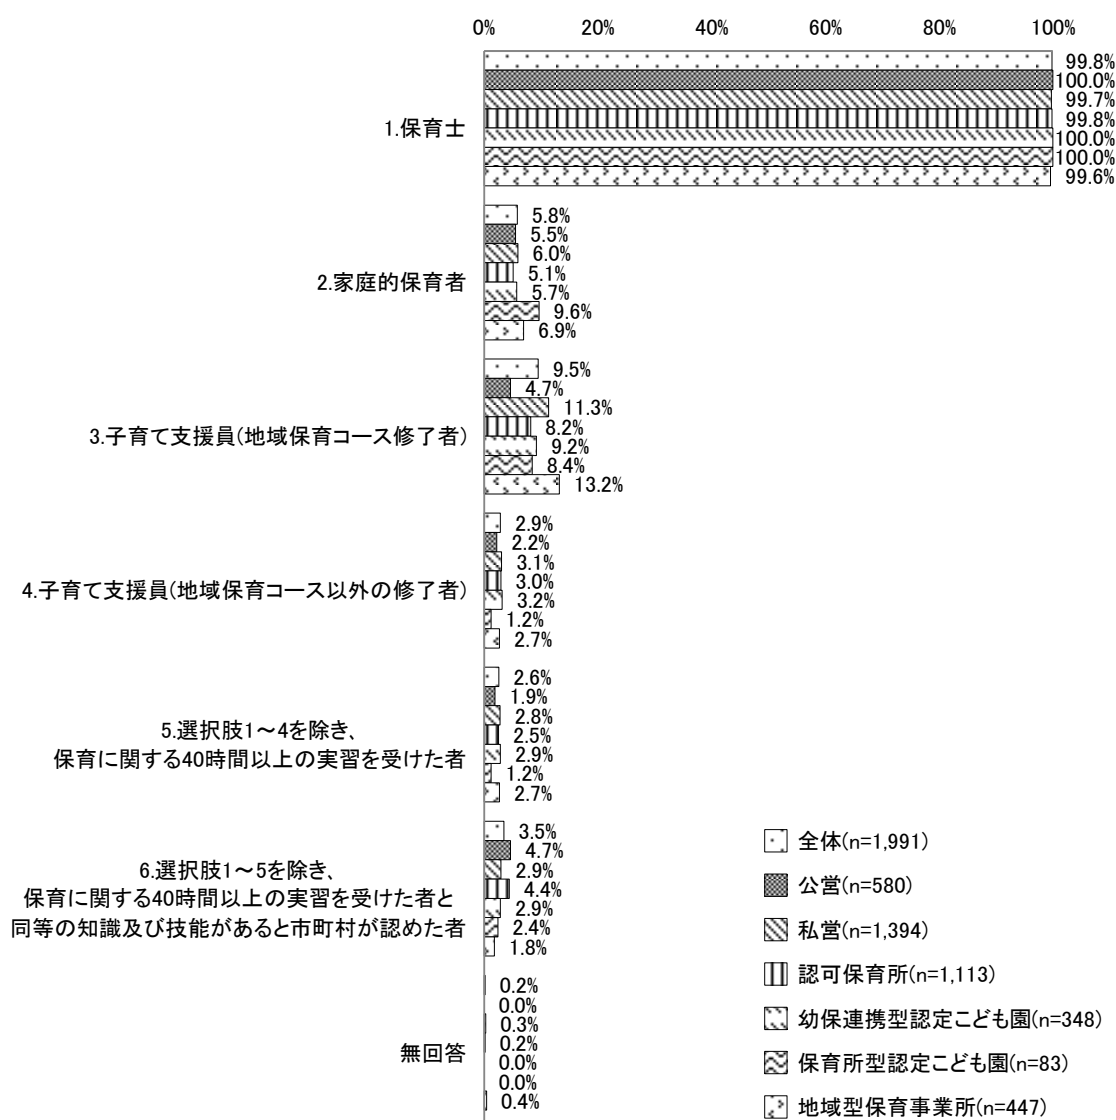 0% 20% 40% 60% 80% 100%
1.保育士
99.8%
100.0%
99.7%
99.8%
100.0%
100.0%
99.6%
2.家庭的保育者
5.8%
5.5%
6.0%
5.1%
5.7%
9.6%
6.9%
3.子育て支援員(地域保育コース修了者)
9.5%
4.7%
11.3%
8.2%
9.2%
8.4%
13.2%
4.子育て支援員(地域保育コース以外の修了者)
2.9%
2.2%
3.1%
3.0%
3.2%
1.2%
2.7%
5.選択肢1～4を除き、
保育に関する40時間以上の実習を受けた者
2.6%
1.9%
2.8%
2.5%
2.9%
1.2%
2.7%
6.選択肢1～5を除き、
保育に関する40時間以上の実習を受けた者と
同等の知識及び技能があると市町村が認めた者
3.5%
4.7%
2.9%
4.4%
2.9%
2.4%
1.8%
無回答
0.2%
0.0%
0.3%
0.2%
0.0%
0.0%
0.4%
全体(n=1,991)
公営(n=580)
私営(n=1,394)
認可保育所(n=1,113)
幼保連携型認定こども園(n=348)
保育所型認定こども園(n=83)
地域型保育事業所(n=447)